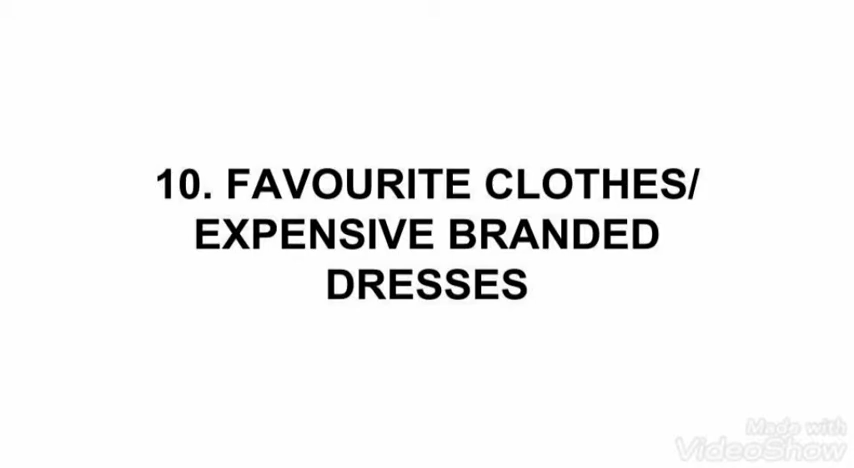 10. FAVOURITE CLOTHES/
EXPENSIVE BRANDED
DRESSES
Made with
VideoShow